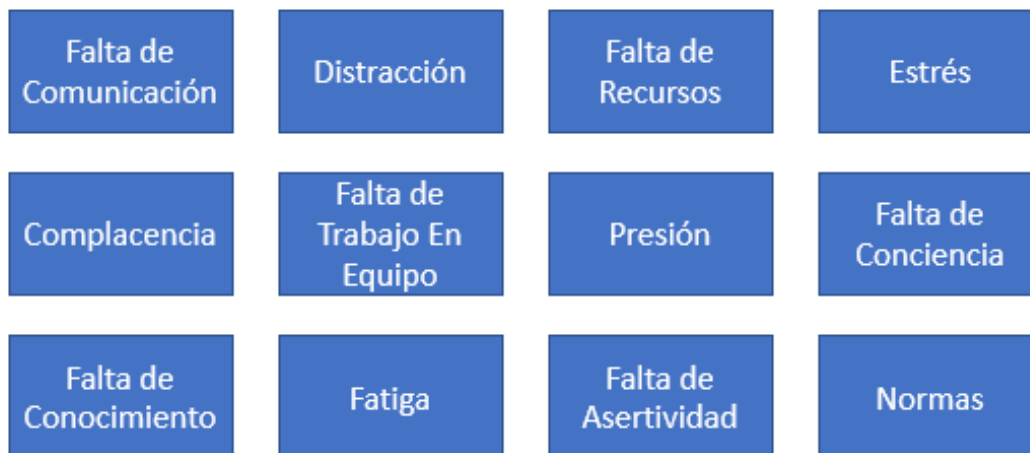 Falta de
Comunicación
Distracción
Falta de
Recursos
Estrés
Complacencia
Falta de
Trabajo En
Equipo
Presión
Falta de
Conciencia
Falta de
Conocimiento
Fatiga
Falta de
Asertividad
Normas